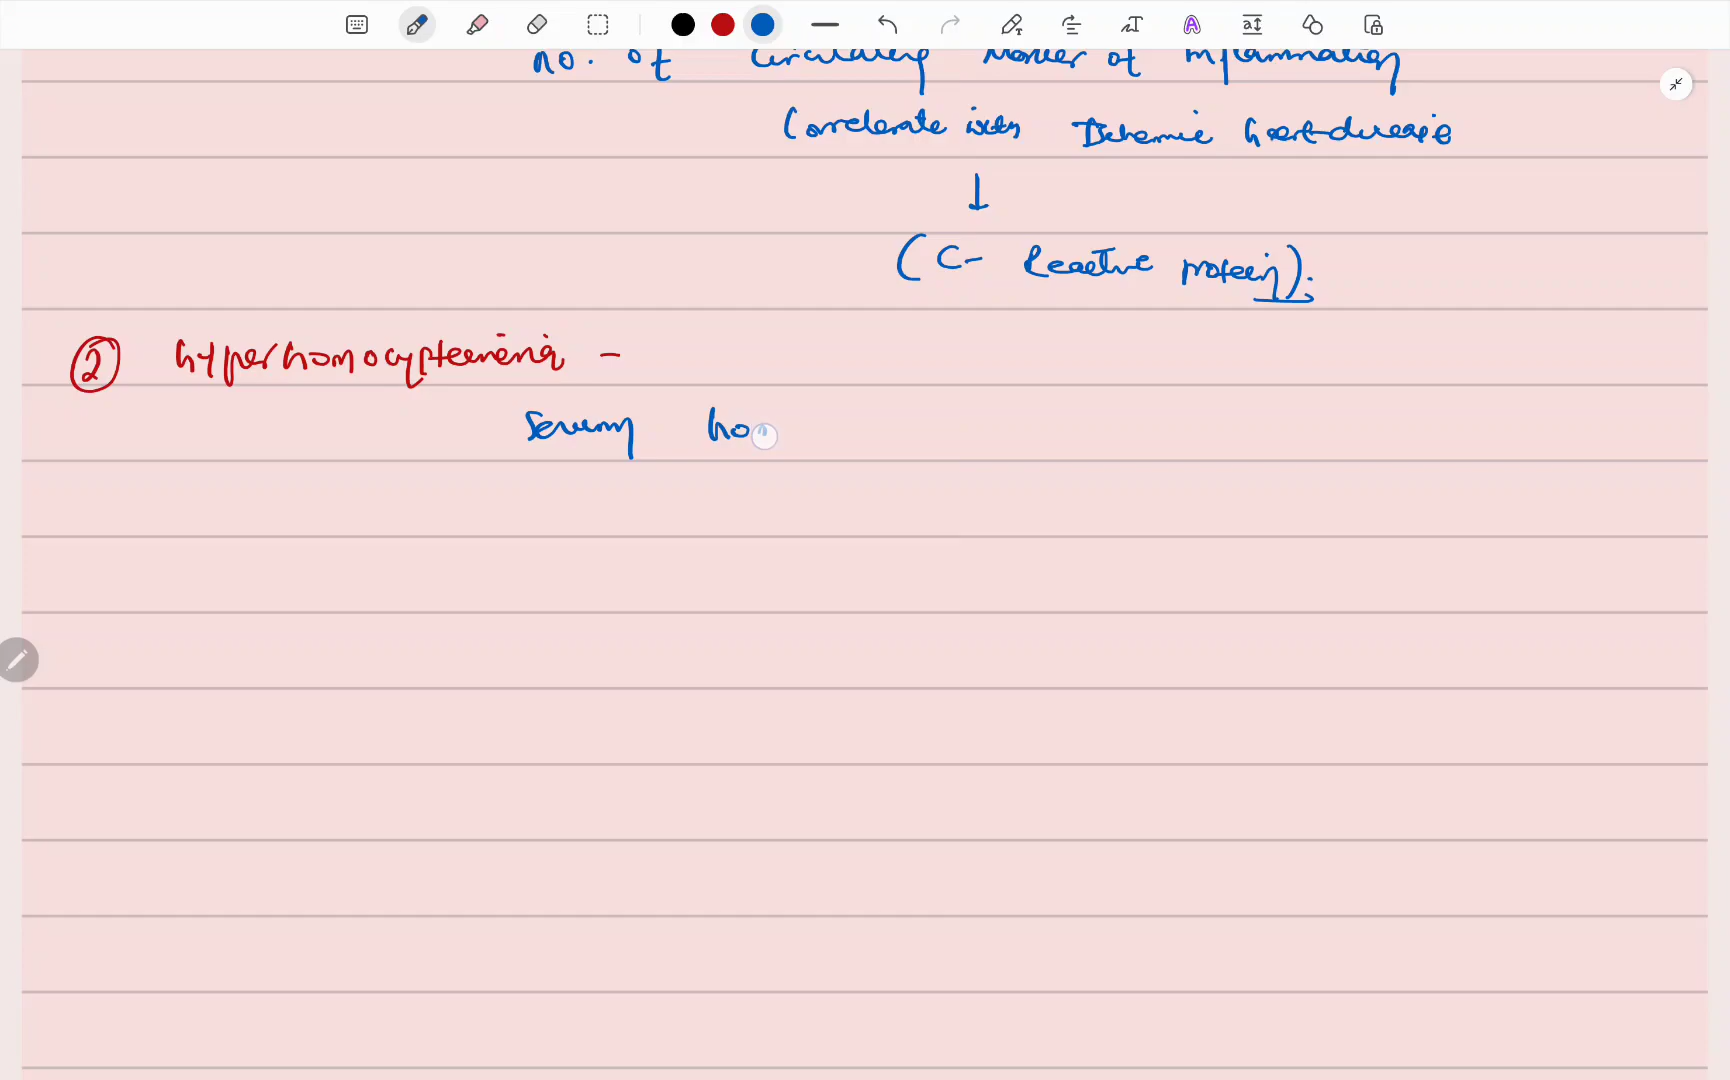 no. of circulating marker of inflammation
Correlate with Ischemic heart disease
↓
(C- Reactive protein).
② hyperhomocysteinemia -
Serum ho